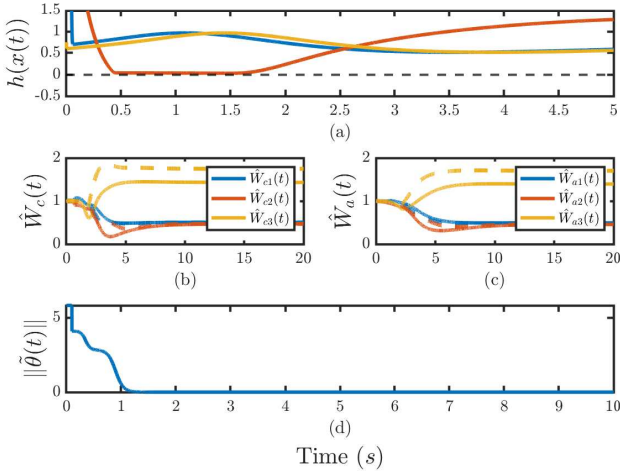 1.5
1
0.5
0
-0.5
h(x(t))
0 0.5 1 1.5 2 2.5 3 3.5 4 4.5 5
(a)
2
1
0
Ŵc(t)
Ŵc1(t)
Ŵc2(t)
Ŵc3(t)
0 5 10 15 20
(b)
2
1
0
Ŵa(t)
Ŵa1(t)
Ŵa2(t)
Ŵa3(t)
0 5 10 15 20
(c)
5
0
||θ̃(t)||
0 1 2 3 4 5 6 7 8 9 10
(d)
Time (s)